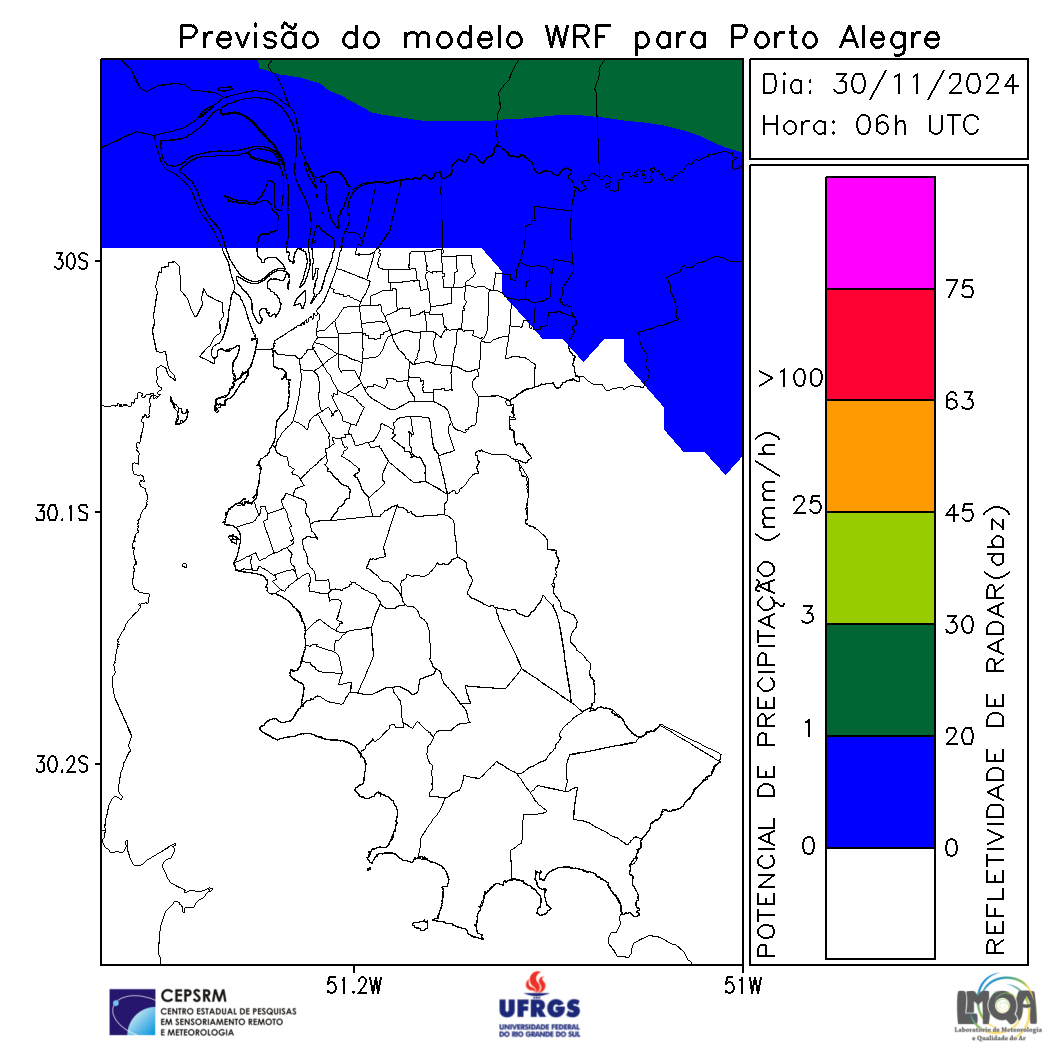 Previsão do modelo WRF para Porto Alegre
Dia: 30/11/2024
Hora: 06h UTC
30S
30.1S
30.2S
51.2W
51W
POTENCIAL DE PRECIPITAÇÃO (mm/h)
>100
25
3
1
0
75
63
45
30
20
0
REFLETIVIDADE DE RADAR(dbz)
CEPSRM
CENTRO ESTADUAL DE PESQUISAS
EM SENSORIAMENTO REMOTO
E METEOROLOGIA
UFRGS
UNIVERSIDADE FEDERAL
DO RIO GRANDE DO SUL
LMQA
Laboratório de Meteorologia
e Qualidade do Ar